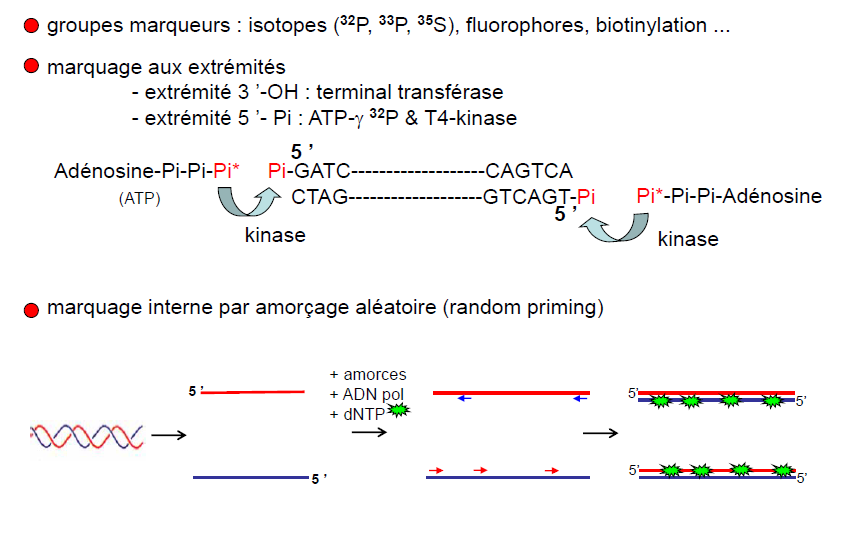 groupes marqueurs : isotopes (³²P, ³³P, ³⁵S), fluorophores, biotinylation ...
marquage aux extrémités
- extrémité 3 ’-OH : terminal transférase
- extrémité 5 ’- Pi : ATP-γ ³²P & T4-kinase
5 ’
Adénosine-Pi-Pi-Pi* Pi-GATC--------------------CAGTCA
(ATP) CTAG--------------------GTCAGT-Pi Pi*-Pi-Pi-Adénosine
5 ’
kinase kinase
marquage interne par amorçage aléatoire (random priming)
+ amorces
5 ’ + ADN pol 5’ 5’
+ dNTP
5 ’ 5’ 5’